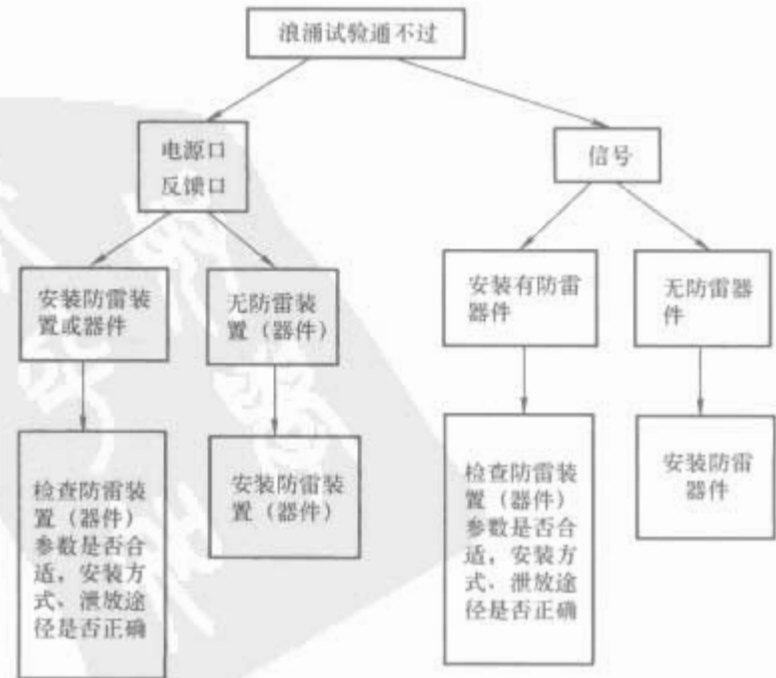 浪涌试验通不过
电源口
反馈口
信号
安装防雷装
置或器件
无防雷装
置（器件）
安装有防雷
器件
无防雷器
件
检查防雷装
置（器件）
参数是否合
适，安装方
式、泄放途
径是否正确
安装防雷装
置（器件）
检查防雷装
置（器件）
参数是否合
适，安装方
式、泄放途
径是否正确
安装防雷
器件